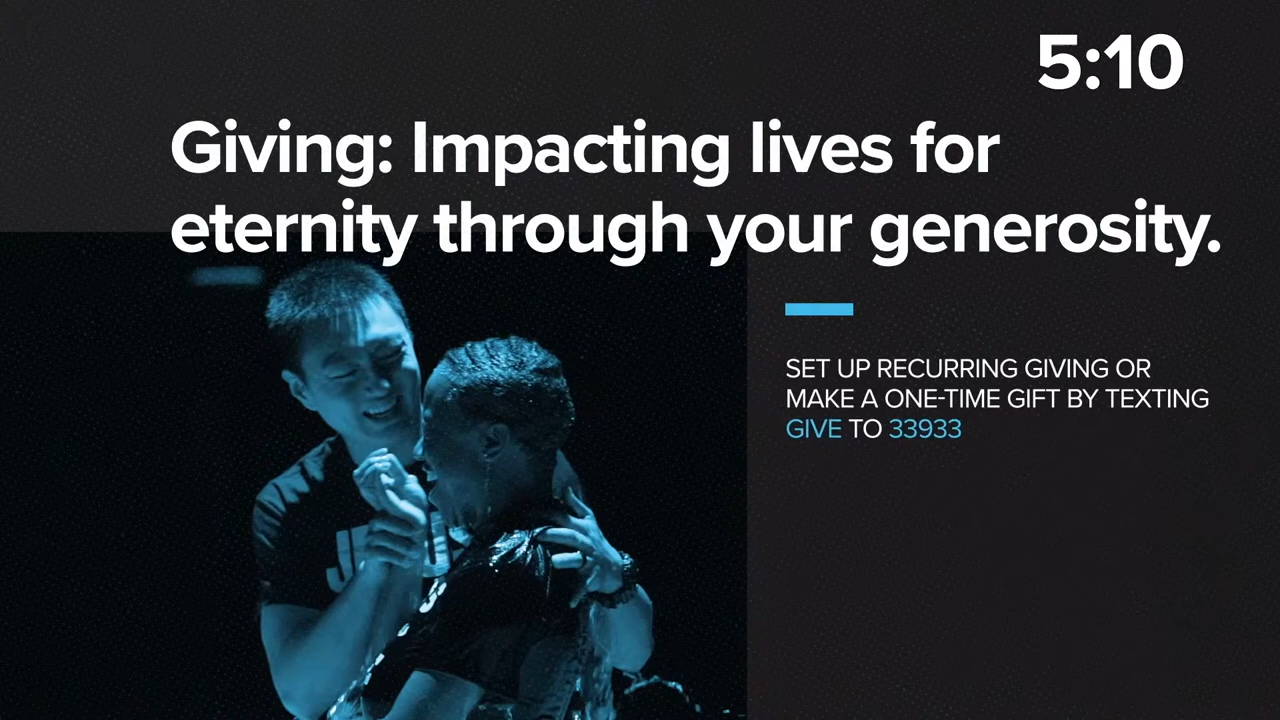 5:10
Giving: Impacting lives for
eternity through your generosity.
SET UP RECURRING GIVING OR
MAKE A ONE-TIME GIFT BY TEXTING
GIVE TO 33933